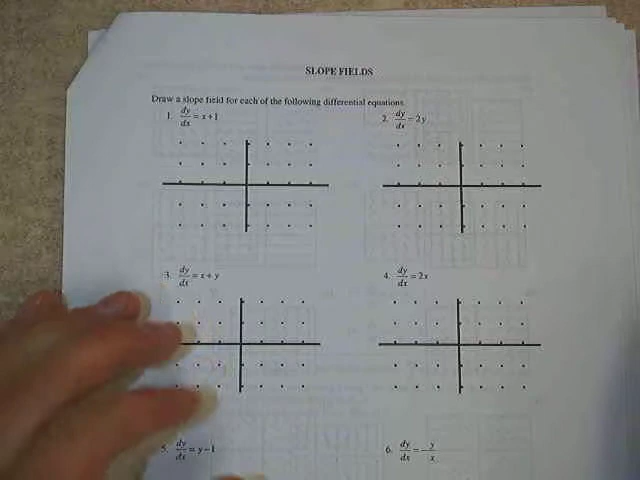 SLOPE FIELDS
Draw a slope field for each of the following differential equations.
1. dy/dx = x+1
2. dy/dx = 2y
3. dy/dx = x+y
4. dy/dx = 2x
5. dy/dx = y-1
6. dy/dx = -y/x